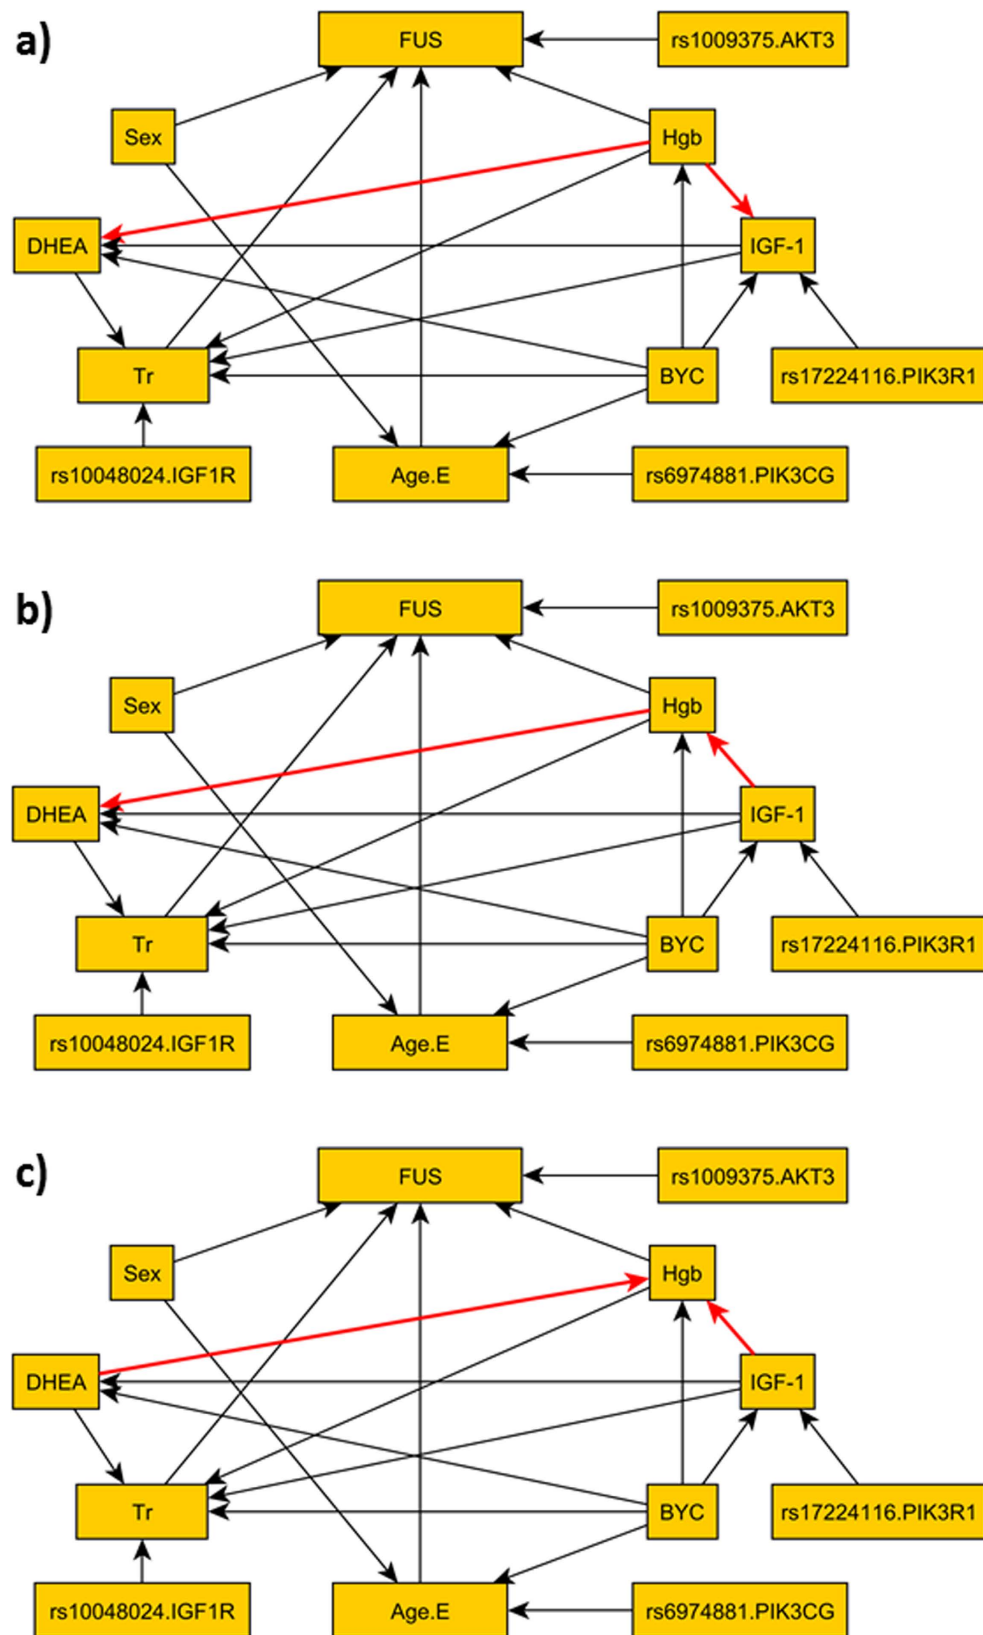 a)
FUS
rs1009375.AKT3
Sex
Hgb
DHEA
IGF-1
Tr
BYC
rs17224116.PIK3R1
rs10048024.IGF1R
Age.E
rs6974881.PIK3CG
b)
FUS
rs1009375.AKT3
Sex
Hgb
DHEA
IGF-1
Tr
BYC
rs17224116.PIK3R1
rs10048024.IGF1R
Age.E
rs6974881.PIK3CG
c)
FUS
rs1009375.AKT3
Sex
Hgb
DHEA
IGF-1
Tr
BYC
rs17224116.PIK3R1
rs10048024.IGF1R
Age.E
rs6974881.PIK3CG